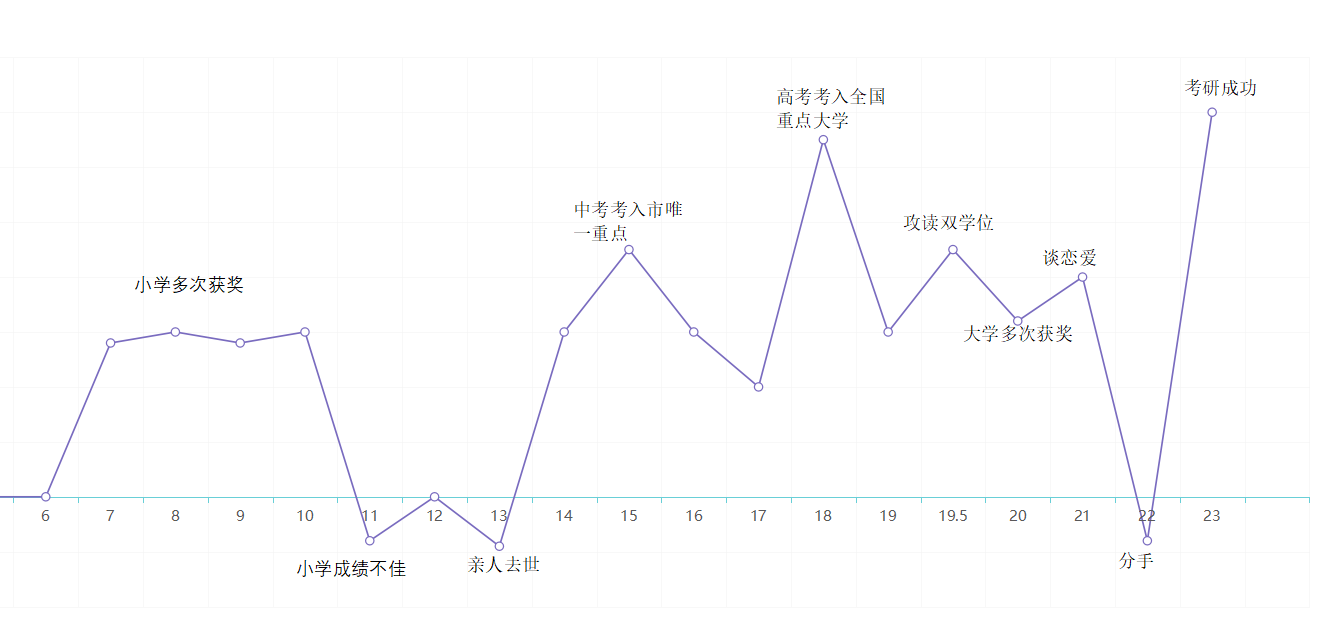 考研成功
高考考入全国
重点大学
中考考入市唯
一重点
攻读双学位
谈恋爱
小学多次获奖
大学多次获奖
6 7 8 9 10 11 12 13 14 15 16 17 18 19 19.5 20 21 22 23
小学成绩不佳
亲人去世
分手